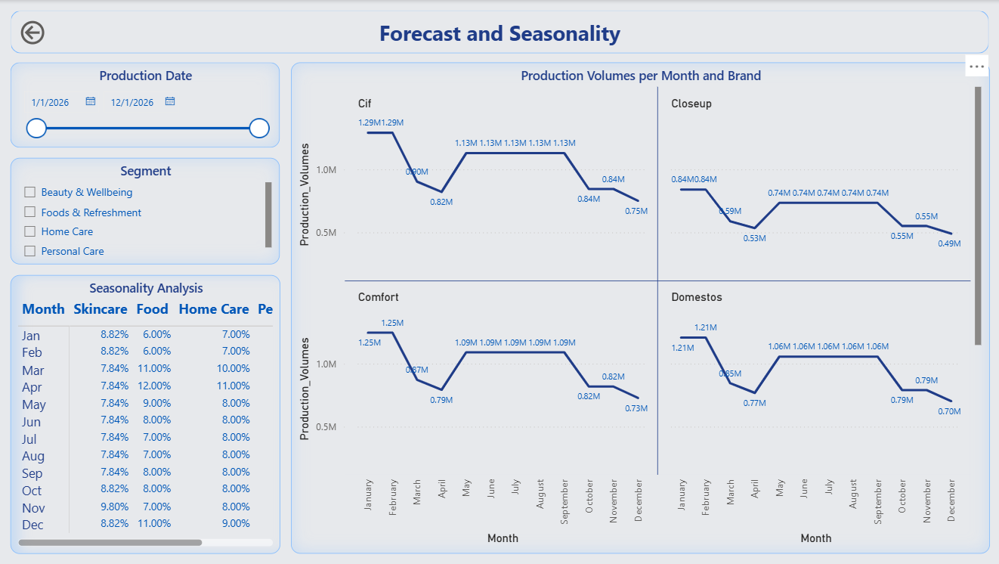 Forecast and Seasonality
Production Date
1/1/2026 12/1/2026
Segment
Beauty & Wellbeing
Foods & Refreshment
Home Care
Personal Care
Seasonality Analysis
Month Skincare Food Home Care Pe
Jan 8.82% 6.00% 7.00%
Feb 8.82% 6.00% 7.00%
Mar 7.84% 11.00% 10.00%
Apr 7.84% 12.00% 11.00%
May 7.84% 9.00% 8.00%
Jun 7.84% 8.00% 8.00%
Jul 7.84% 7.00% 8.00%
Aug 7.84% 7.00% 8.00%
Sep 7.84% 8.00% 8.00%
Oct 8.82% 8.00% 8.00%
Nov 9.80% 7.00% 8.00%
Dec 8.82% 11.00% 9.00%
Production Volumes per Month and Brand
Cif
Production_Volumes
1.0M
0.5M
1.29M 1.29M 0.90M 0.82M 1.13M 1.13M 1.13M 1.13M 1.13M 0.84M 0.84M 0.75M
Closeup
0.84M 0.84M 0.59M 0.53M 0.74M 0.74M 0.74M 0.74M 0.74M 0.55M 0.55M 0.49M
Comfort
Production_Volumes
1.0M
0.5M
1.25M 1.25M 0.87M 0.79M 1.09M 1.09M 1.09M 1.09M 1.09M 0.82M 0.82M 0.73M
Domestos
1.21M 1.21M 0.85M 0.77M 1.06M 1.06M 1.06M 1.06M 1.06M 0.79M 0.79M 0.70M
January February March April May June July August September October November December
Month
January February March April May June July August September October November December
Month